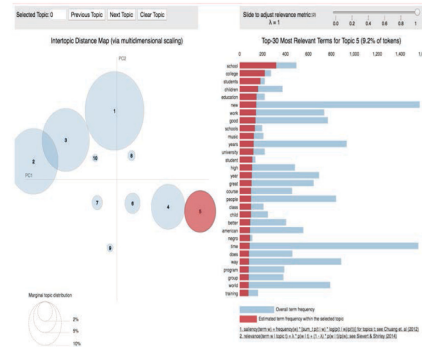 Selected Topic: 0
Previous Topic
Next Topic
Clear Topic
Slide to adjust relevance metric:
λ = 1
0.0
0.2
0.4
0.6
0.8
1
Intertopic Distance Map (via multidimensional scaling)
PC2
PC1
1
3
2
10
7
6
4
5
9
Marginal topic distribution
2%
5%
10%
Top-30 Most Relevant Terms for Topic 5 (9.2% of tokens)
0
200
400
600
800
1,000
1,200
1,400
school
college
students
children
education
new
work
good
schools
music
years
university
student
high
year
great
course
people
class
child
better
american
negro
time
does
way
program
group
world
training
Overall term frequency
Estimated term frequency within the selected topic